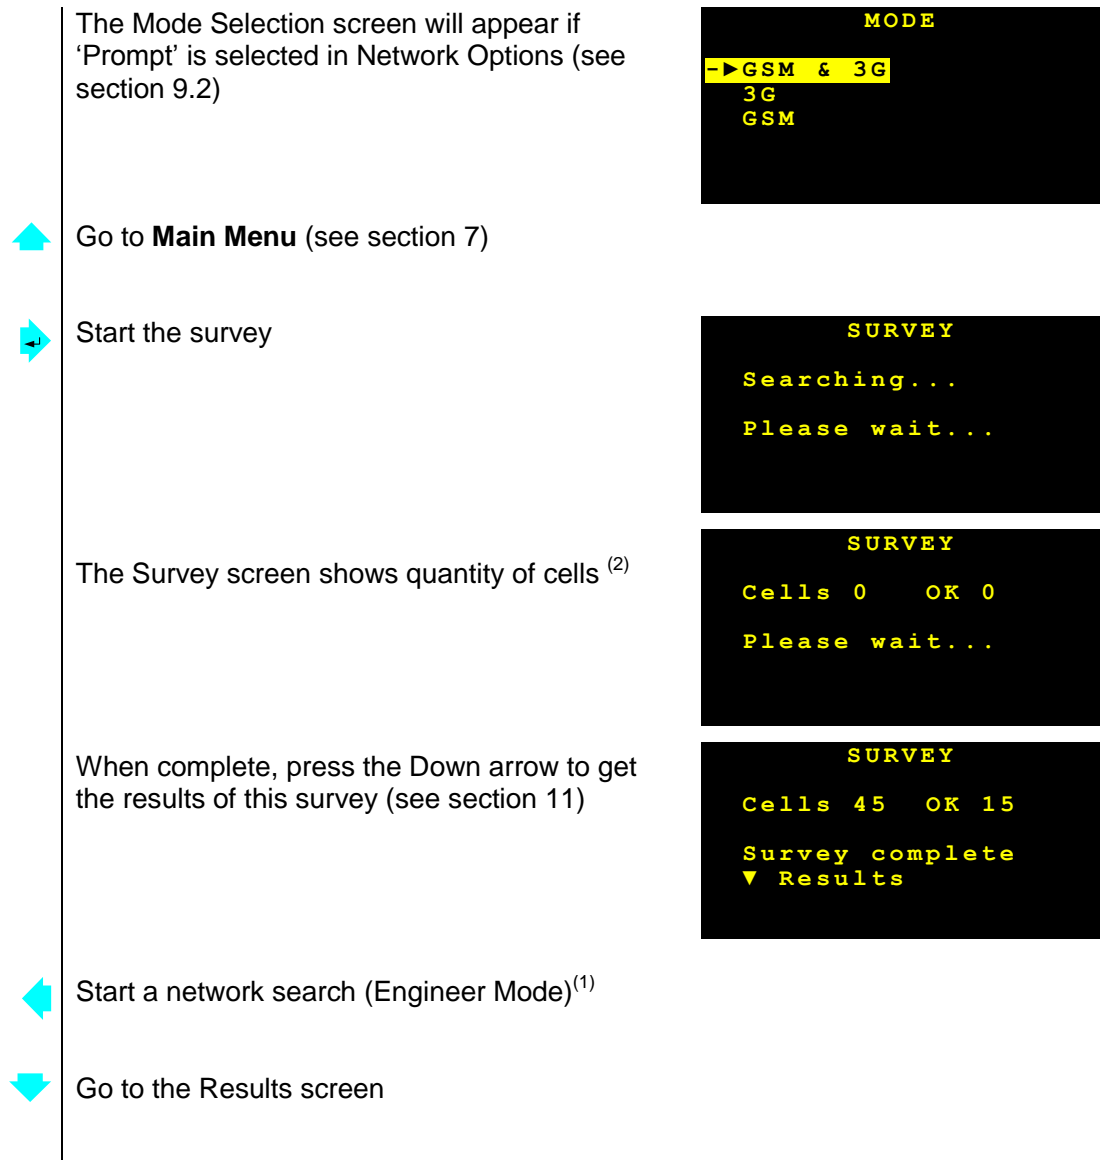 The Mode Selection screen will appear if
‘Prompt’ is selected in Network Options (see
section 9.2)
MODE
-►GSM & 3G
3G
GSM
Go to Main Menu (see section 7)
Start the survey
SURVEY
Searching...
Please wait...
The Survey screen shows quantity of cells (2)
SURVEY
Cells 0 OK 0
Please wait...
When complete, press the Down arrow to get
the results of this survey (see section 11)
SURVEY
Cells 45 OK 15
Survey complete
▼ Results
Start a network search (Engineer Mode)(1)
Go to the Results screen